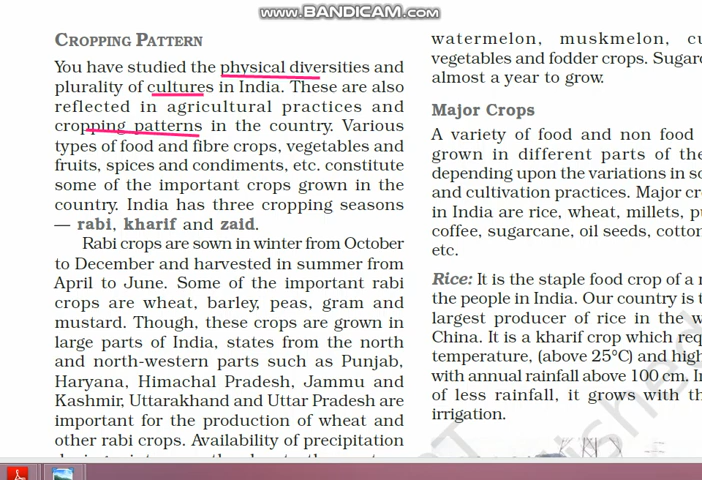 www.BANDICAM.com
CROPPING PATTERN
You have studied the physical diversities and
plurality of cultures in India. These are also
reflected in agricultural practices and
cropping patterns in the country. Various
types of food and fibre crops, vegetables and
fruits, spices and condiments, etc. constitute
some of the important crops grown in the
country. India has three cropping seasons
— rabi, kharif and zaid.
Rabi crops are sown in winter from October
to December and harvested in summer from
April to June. Some of the important rabi
crops are wheat, barley, peas, gram and
mustard. Though, these crops are grown in
large parts of India, states from the north
and north-western parts such as Punjab,
Haryana, Himachal Pradesh, Jammu and
Kashmir, Uttarakhand and Uttar Pradesh are
important for the production of wheat and
other rabi crops. Availability of precipitation
watermelon, muskmelon, cu
vegetables and fodder crops. Sugarc
almost a year to grow.
Major Crops
A variety of food and non food
grown in different parts of the
depending upon the variations in so
and cultivation practices. Major cr
in India are rice, wheat, millets, pu
coffee, sugarcane, oil seeds, cotton
etc.
Rice: It is the staple food crop of a m
the people in India. Our country is t
largest producer of rice in the w
China. It is a kharif crop which req
temperature, (above 25°C) and high
with annual rainfall above 100 cm. In
of less rainfall, it grows with th
irrigation.